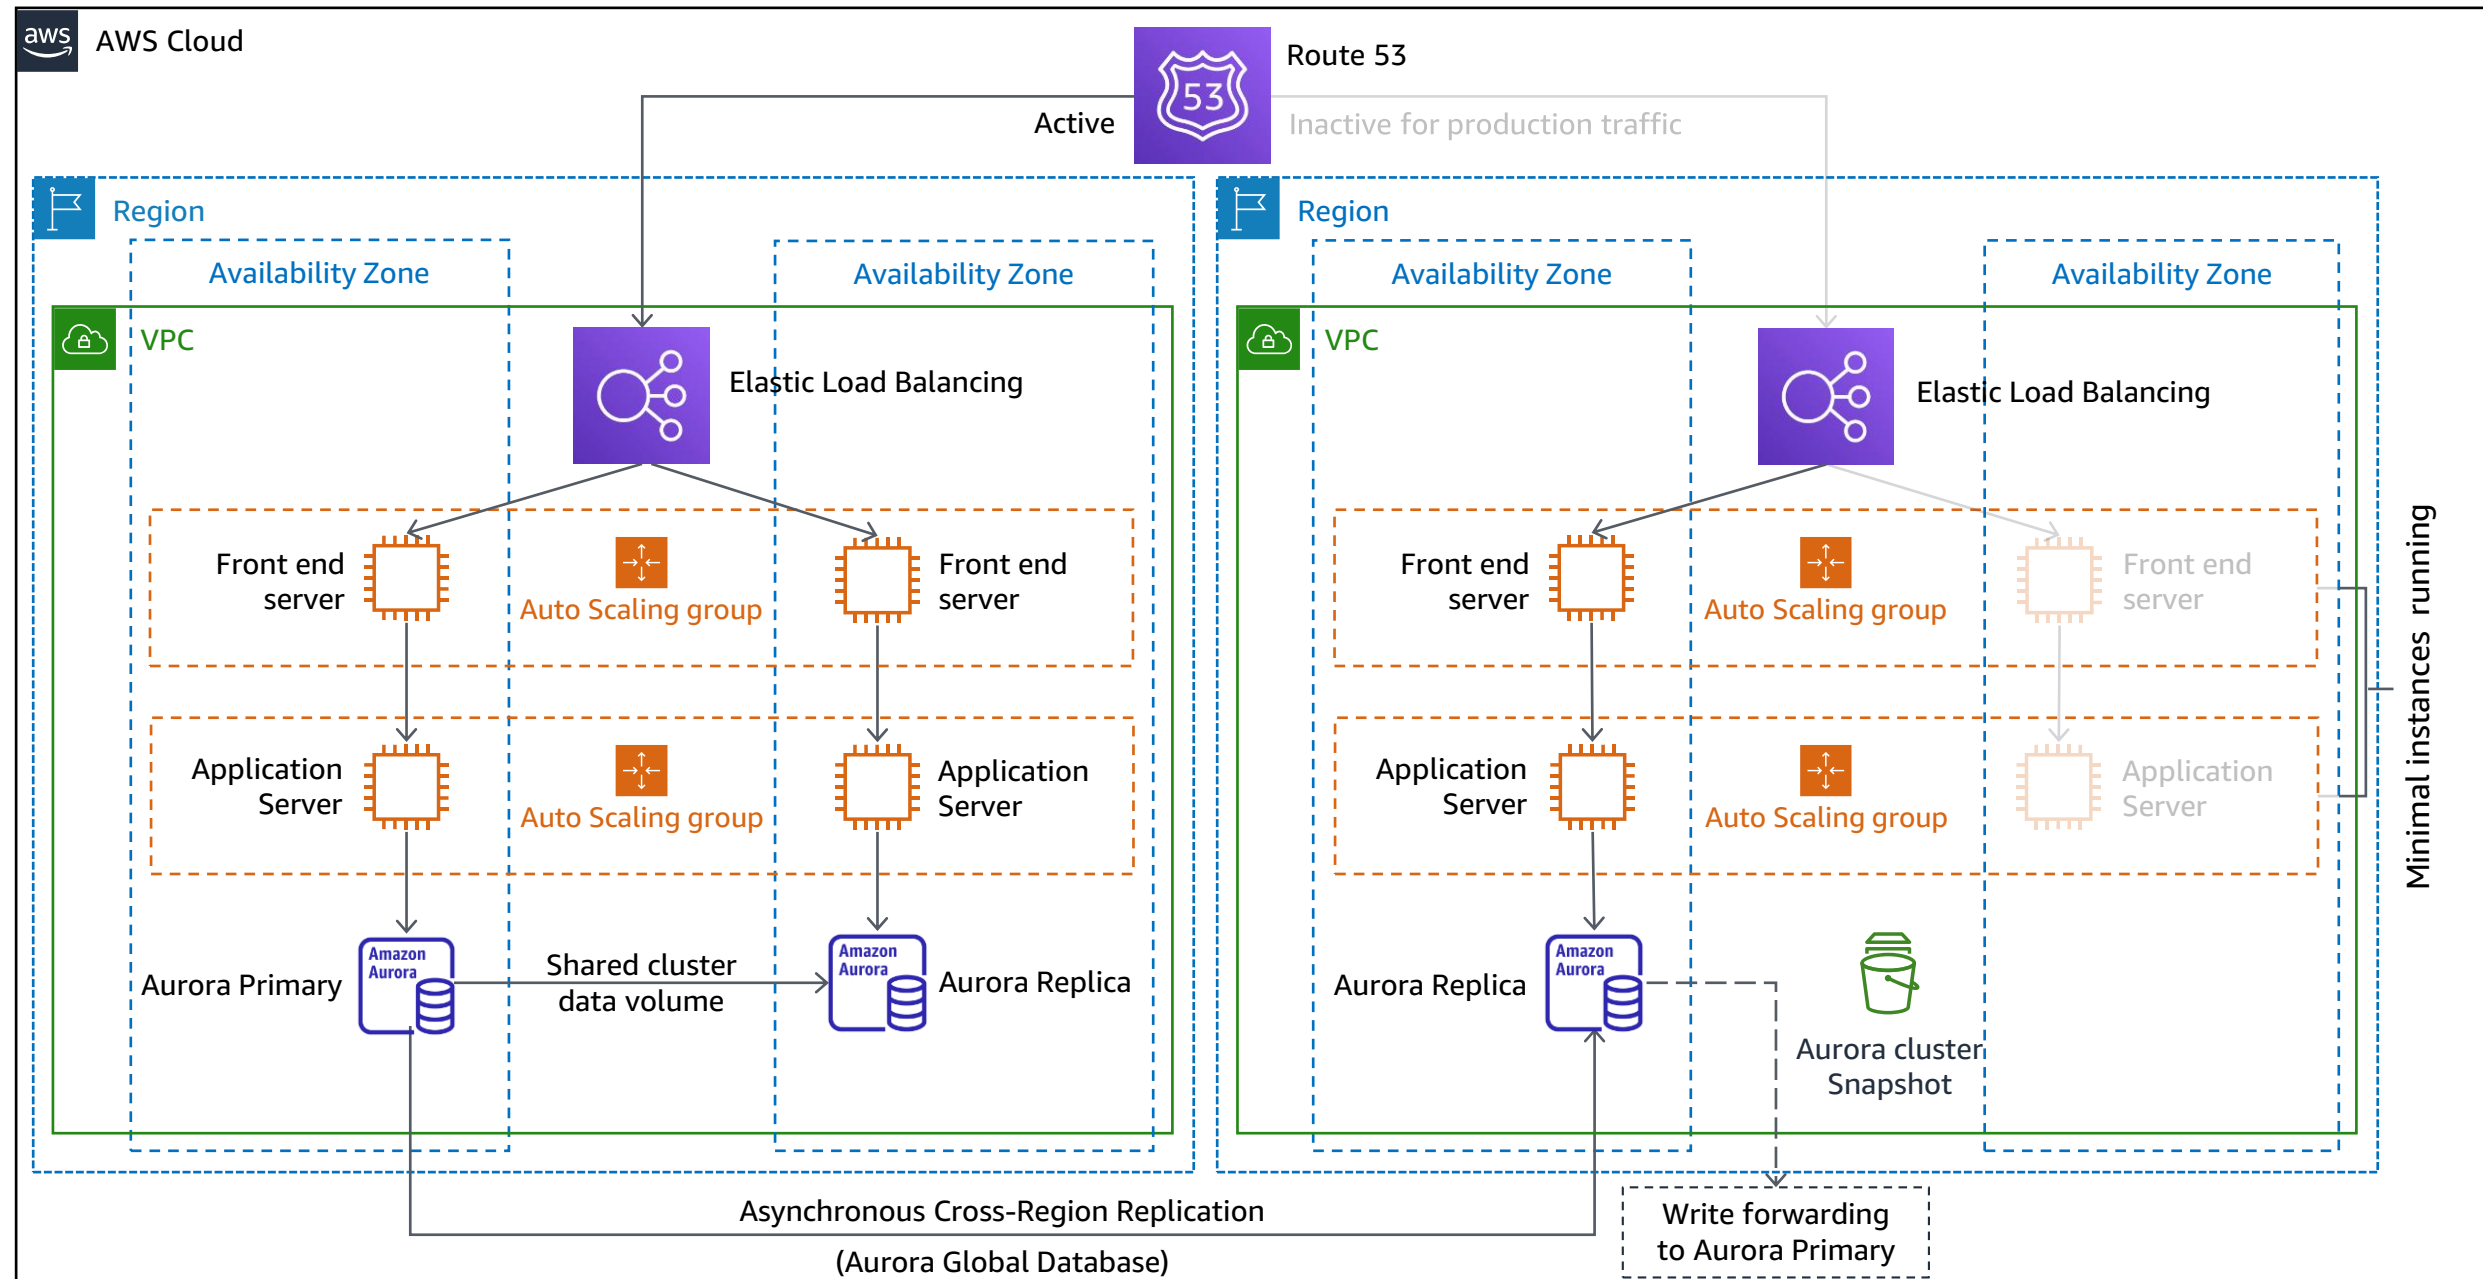 aws
AWS Cloud
Route 53
53
Active
Inactive for production traffic
Region
Availability Zone
Availability Zone
VPC
Elastic Load Balancing
Front end
server
Auto Scaling group
Front end
server
Application
Server
Auto Scaling group
Application
Server
Amazon
Aurora
Aurora Primary
Shared cluster
data volume
Amazon
Aurora
Aurora Replica
Region
Availability Zone
Availability Zone
VPC
Elastic Load Balancing
Front end
server
Auto Scaling group
Front end
server
Application
Server
Auto Scaling group
Application
Server
Minimal instances running
Aurora Replica
Amazon
Aurora
Aurora cluster
Snapshot
Asynchronous Cross-Region Replication
(Aurora Global Database)
Write forwarding
to Aurora Primary